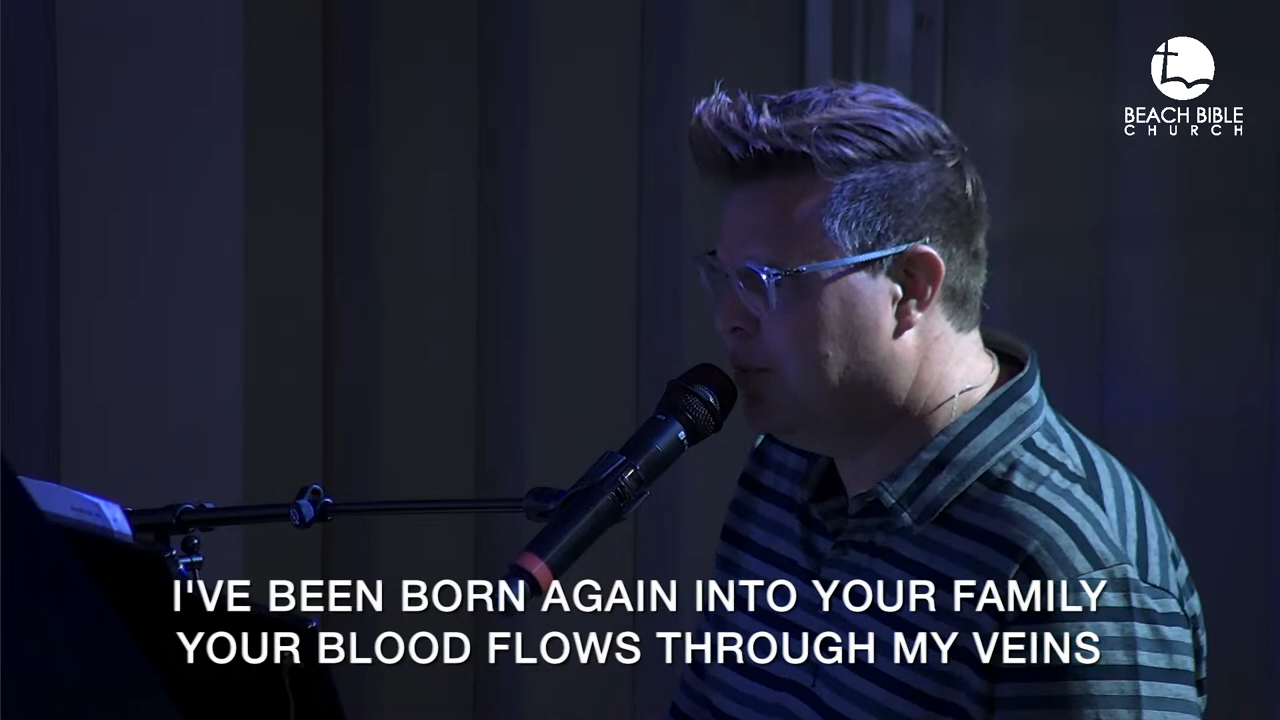 BEACH BIBLE
CHURCH
I'VE BEEN BORN AGAIN INTO YOUR FAMILY
YOUR BLOOD FLOWS THROUGH MY VEINS